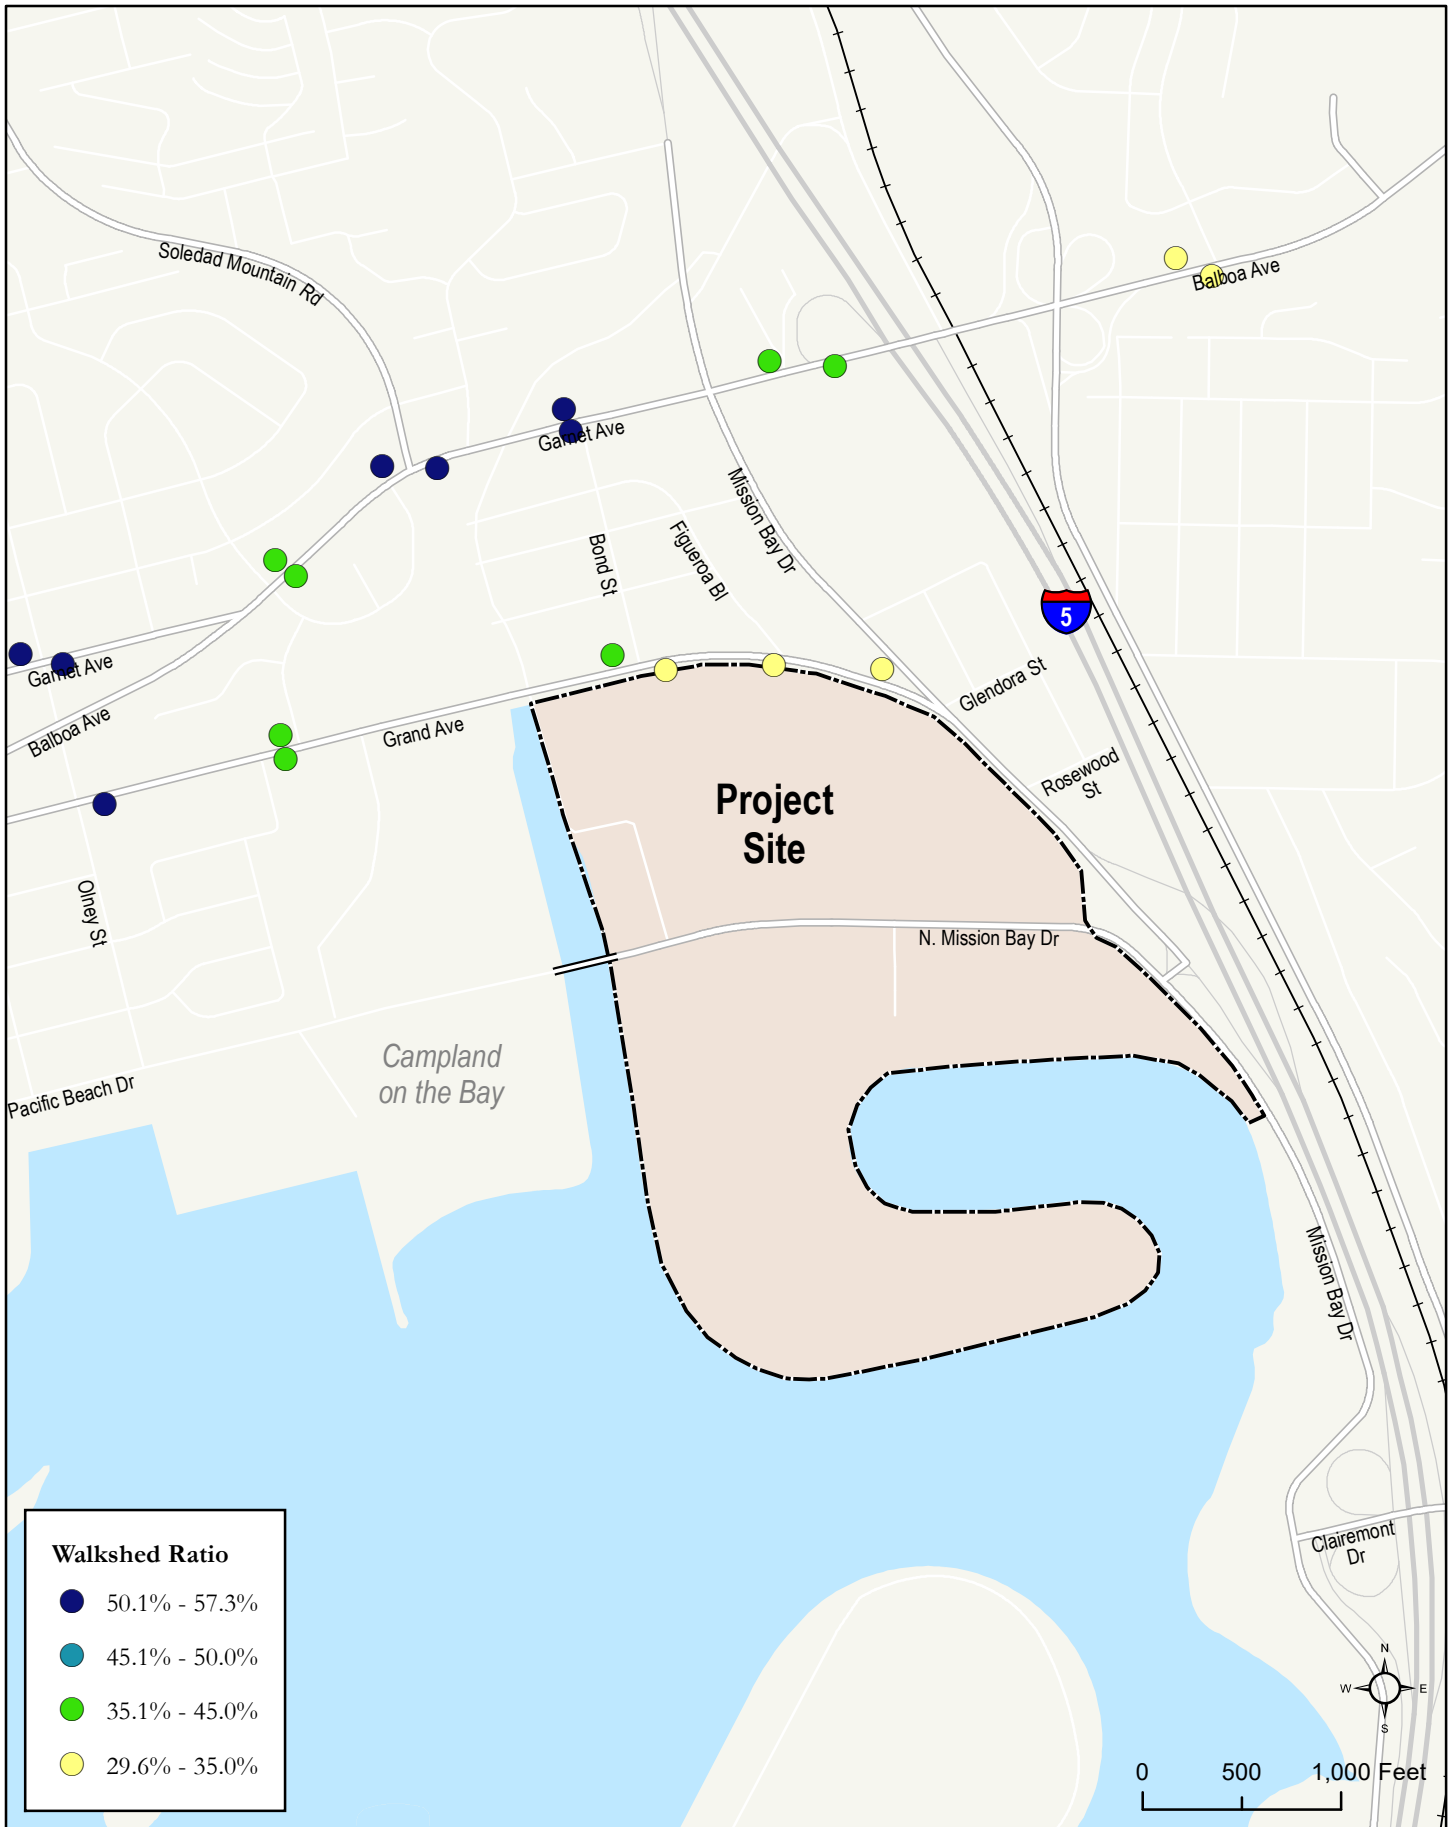 Soledad Mountain Rd
Balboa Ave
Garnet Ave
Mission Bay Dr
Figueroa Bl
Bond St
5
Garnet Ave
Balboa Ave
Grand Ave
Glendora St
Rosewood
St
Project
Site
Olney St
N. Mission Bay Dr
Campland
on the Bay
Pacific Beach Dr
Mission Bay Dr
Clairemont
Dr
Walkshed Ratio
50.1% - 57.3%
45.1% - 50.0%
35.1% - 45.0%
29.6% - 35.0%
N
W E
S
0 500 1,000 Feet